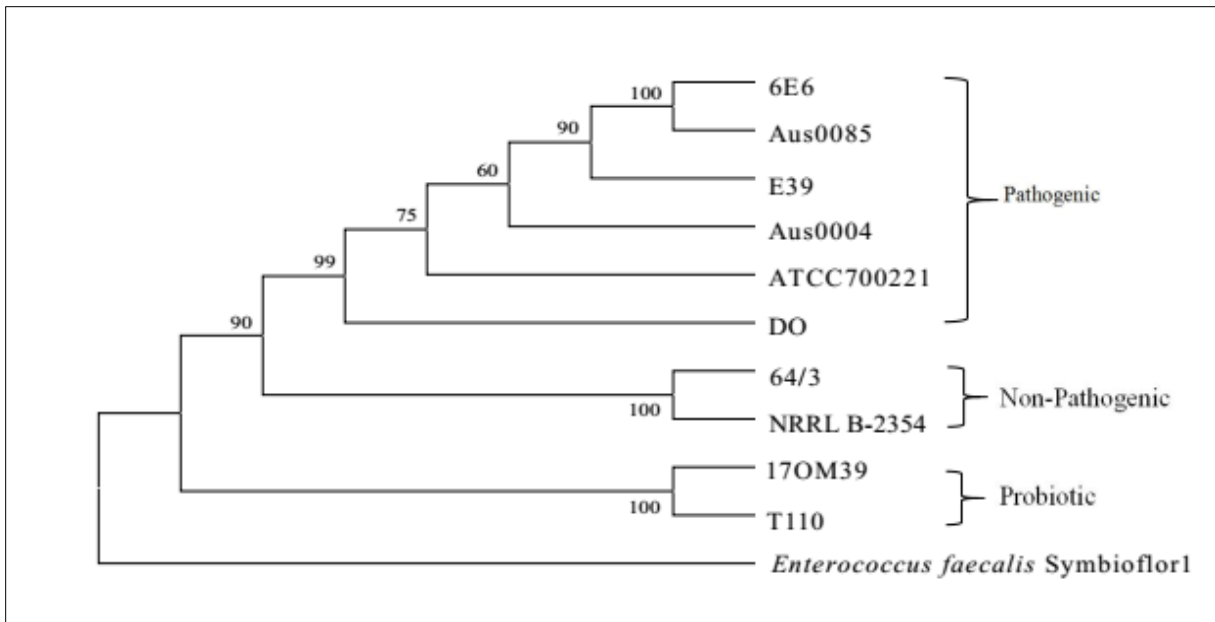 100
6E6
Aus0085
90
E39
60
Aus0004
75
ATCC700221
99
DO
Pathogenic
90
64/3
100
NRRL B-2354
Non-Pathogenic
17OM39
100
T110
Probiotic
Enterococcus faecalis Symbioflor1